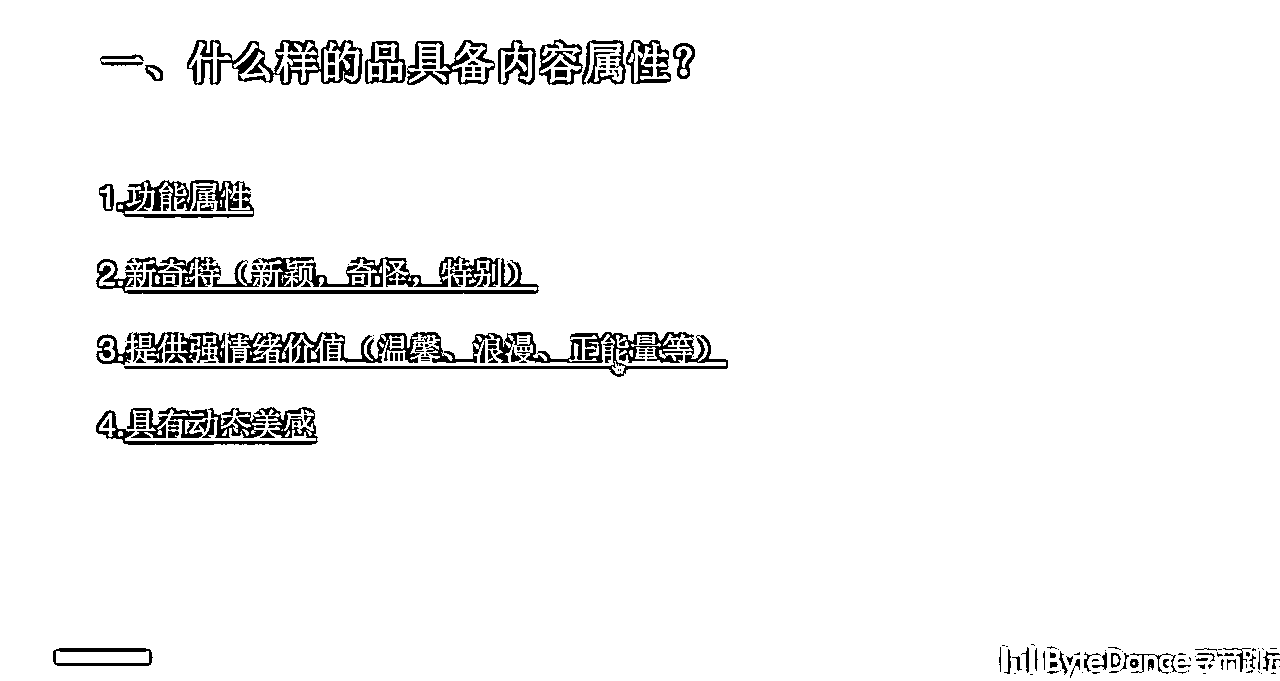 一、什么样的品具备内容属性？
1.功能属性
2.新奇特（新颖，奇怪，特别）
3.提供强情绪价值（温馨、浪漫、正能量等）
4.具有动态美感
ByteDance字节跳动